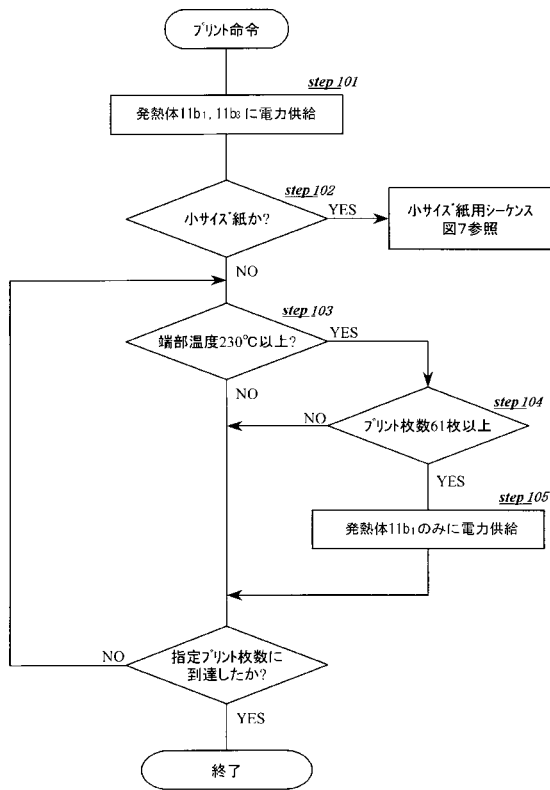 プリント命令
step 101
発熱体11b1, 11b3 に電力供給
step 102
小サイズ紙か?
YES
小サイズ紙用シーケンス
図7参照
NO
step 103
端部温度230℃以上?
YES
NO
step 104
プリント枚数61枚以上
NO
YES
step 105
発熱体11b1のみに電力供給
指定プリント枚数に
到達したか?
NO
YES
終了